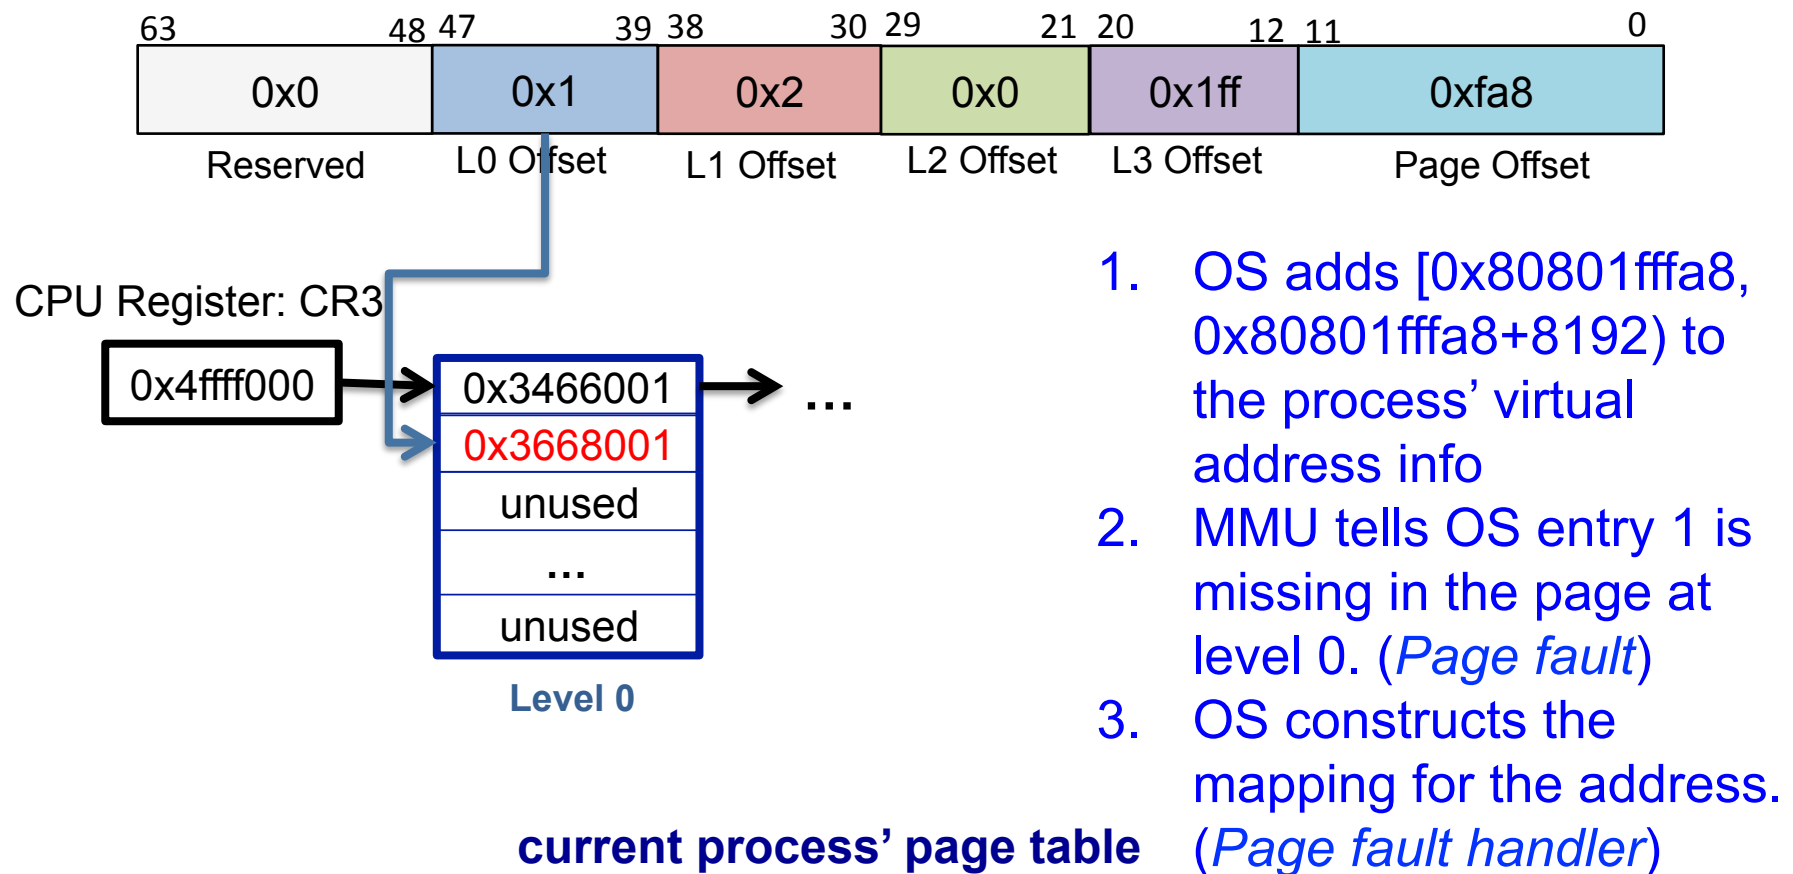 63 48 47 39 38 30 29 21 20 12 11 0
0x0 0x1 0x2 0x0 0x1ff 0xfa8
Reserved L0 Offset L1 Offset L2 Offset L3 Offset Page Offset
CPU Register: CR3
0x4ffff000
0x3466001
...
0x3668001
unused
...
unused
Level 0
current process’ page table
1. OS adds [0x80801fffa8,
0x80801fffa8+8192) to
the process’ virtual
address info
2. MMU tells OS entry 1 is
missing in the page at
level 0. (Page fault)
3. OS constructs the
mapping for the address.
(Page fault handler)